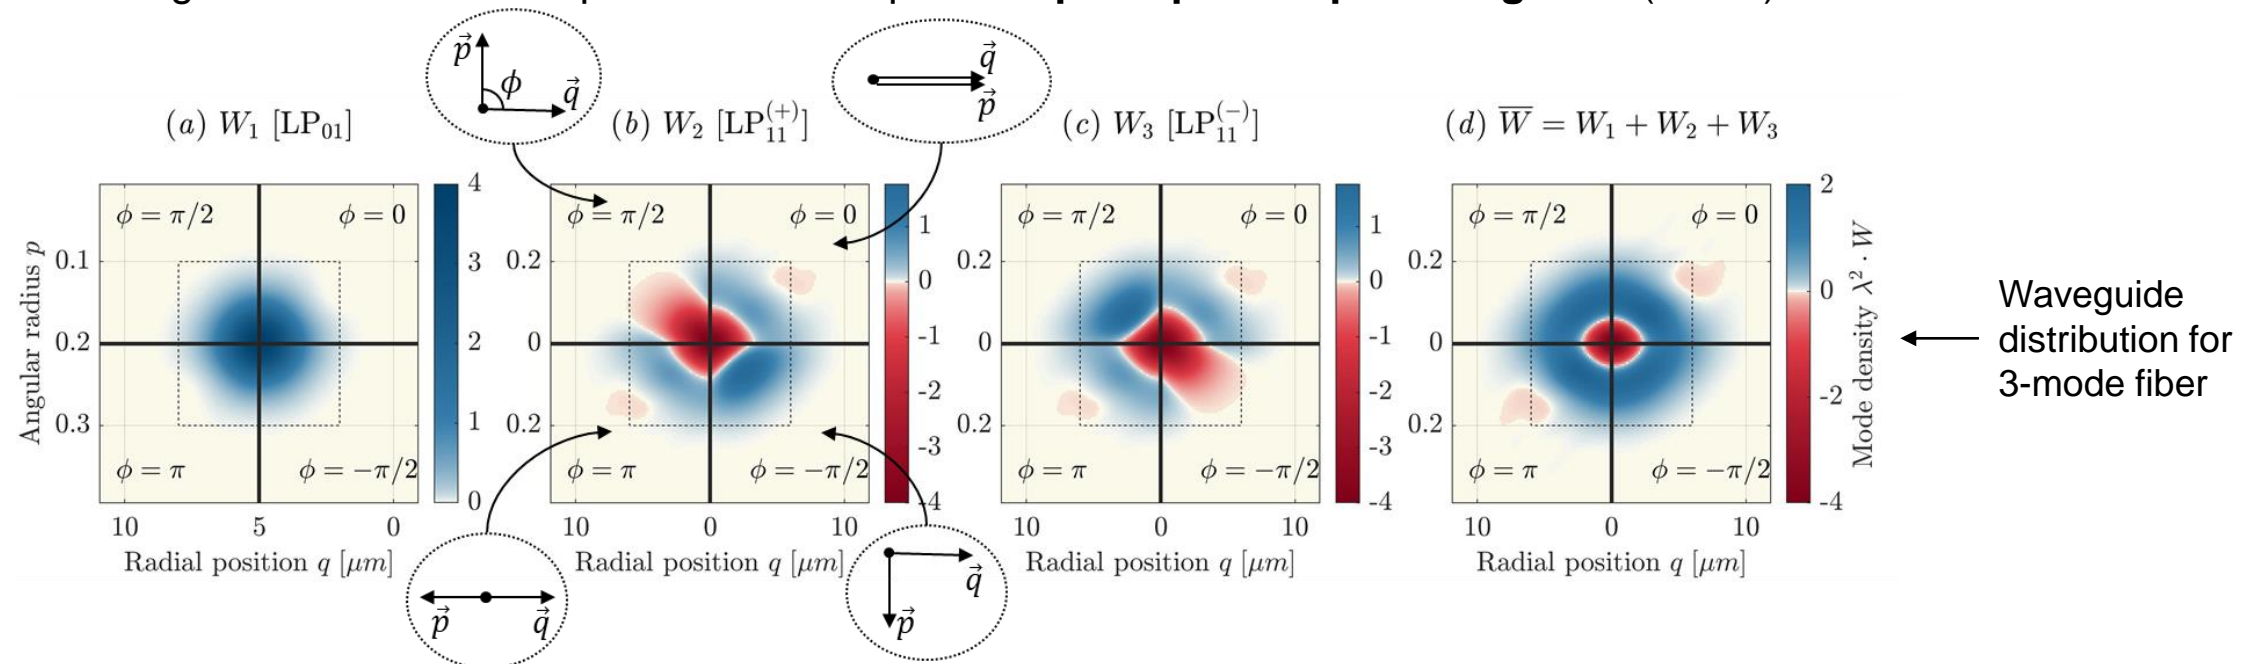 (a) W₁ [LP₀₁]
ϕ = π/2
ϕ = 0
ϕ = π
ϕ = −π/2
Angular radius p
0.1
0.2
0.3
10
5
0
Radial position q [μm]
4
3
2
1
0
p⃗
ϕ
q⃗
(b) W₂ [LP₁₁⁽⁺⁾]
ϕ = π/2
ϕ = 0
ϕ = π
ϕ = −π/2
0.2
0
0.2
10
0
10
Radial position q [μm]
1
0
-1
-2
-3
-4
q⃗
p⃗
p⃗
q⃗
q⃗
p⃗
(c) W₃ [LP₁₁⁽⁻⁾]
ϕ = π/2
ϕ = 0
ϕ = π
ϕ = −π/2
0.2
0
0.2
10
0
10
Radial position q [μm]
1
0
-1
-2
-3
-4
(d) W̅ = W₁ + W₂ + W₃
ϕ = π/2
ϕ = 0
ϕ = π
ϕ = −π/2
0.2
0
0.2
10
0
10
Radial position q [μm]
2
0
-2
-4
Mode density λ² · W
Waveguide
distribution for
3-mode fiber